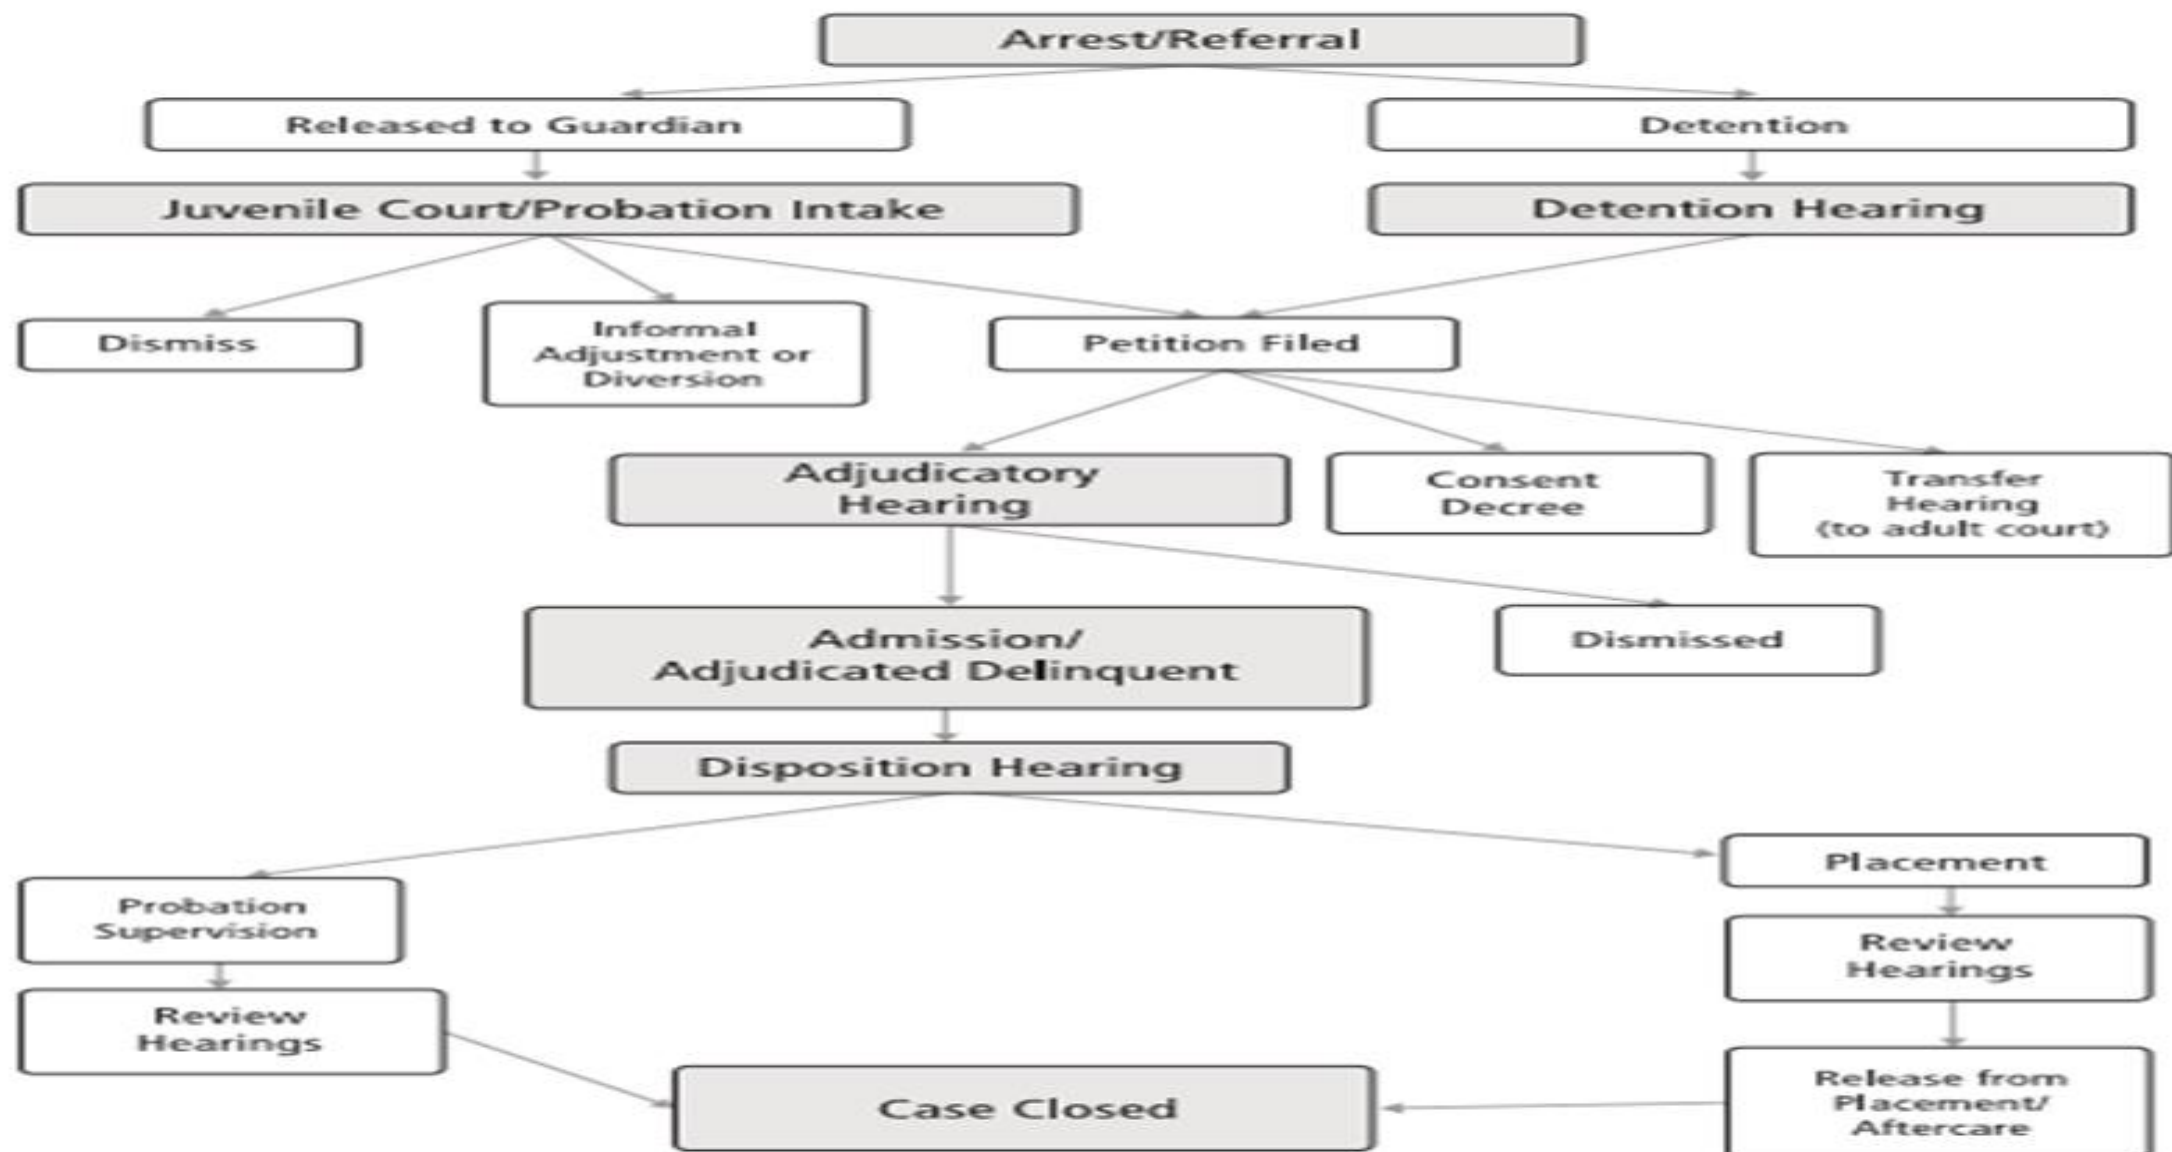 Arrest/Referral
Released to Guardian
Detention
Juvenile Court/Probation Intake
Detention Hearing
Dismiss
Informal
Adjustment or
Diversion
Petition Filed
Adjudicatory
Hearing
Consent
Decree
Transfer
Hearing
(to adult court)
Admission/
Adjudicated Delinquent
Dismissed
Disposition Hearing
Placement
Probation
Supervision
Review
Hearings
Review
Hearings
Release from
Placement/
Aftercare
Case Closed